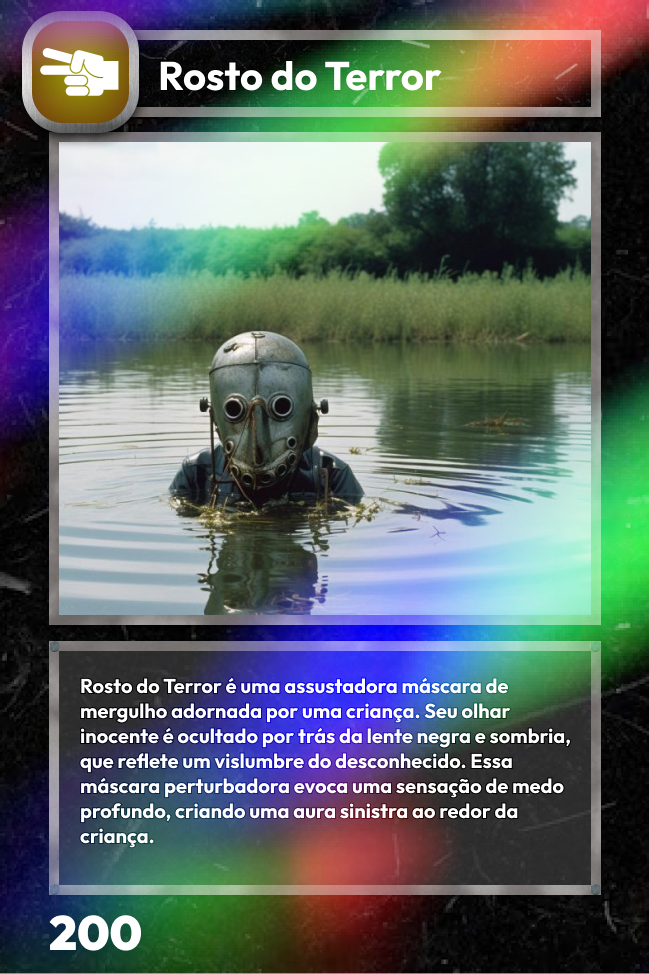 Rosto do Terror
Rosto do Terror é uma assustadora máscara de
mergulho adornada por uma criança. Seu olhar
inocente é ocultado por trás da lente negra e sombria,
que reflete um vislumbre do desconhecido. Essa
máscara perturbadora evoca uma sensação de medo
profundo, criando uma aura sinistra ao redor da
criança.
200